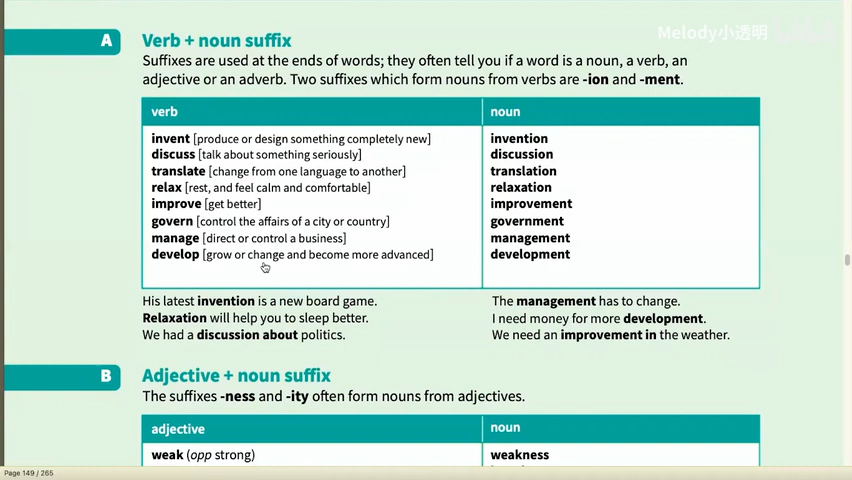 Melody小透明
A
Verb + noun suffix
Suffixes are used at the ends of words; they often tell you if a word is a noun, a verb, an
adjective or an adverb. Two suffixes which form nouns from verbs are -ion and -ment.
verb noun
invent [produce or design something completely new] invention
discuss [talk about something seriously] discussion
translate [change from one language to another] translation
relax [rest, and feel calm and comfortable] relaxation
improve [get better] improvement
govern [control the affairs of a city or country] government
manage [direct or control a business] management
develop [grow or change and become more advanced] development
His latest invention is a new board game. The management has to change.
Relaxation will help you to sleep better. I need money for more development.
We had a discussion about politics. We need an improvement in the weather.
B
Adjective + noun suffix
The suffixes -ness and -ity often form nouns from adjectives.
adjective noun
weak (opp strong) weakness
Page 149 / 265